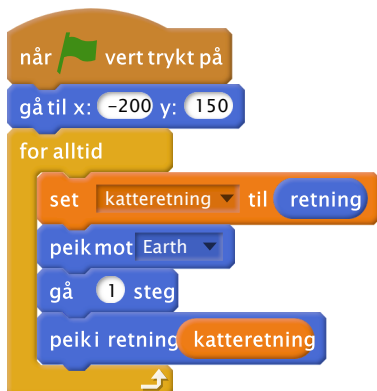 når vert trykt på
gå til x: -200 y: 150
for alltid
set katteretning til retning
peik mot Earth
gå 1 steg
peik i retning katteretning